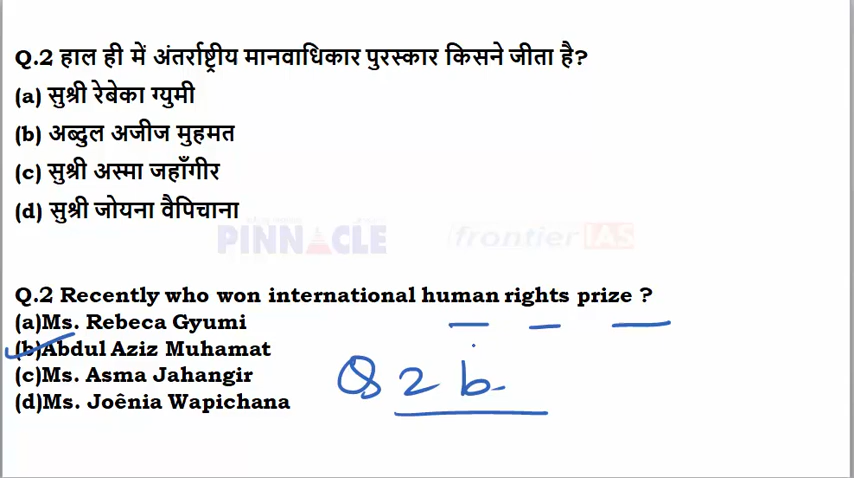 Q.2 हाल ही में अंतर्राष्ट्रीय मानवाधिकार पुरस्कार किसने जीता है?
(a) सुश्री रेबेका ग्युमी
(b) अब्दुल अजीज मुहमत
(c) सुश्री अस्मा जहाँगीर
(d) सुश्री जोयना वैपिचाना
PINNACLE frontier IAS
Q.2 Recently who won international human rights prize ?
(a)Ms. Rebeca Gyumi
(b)Abdul Aziz Muhamat
(c)Ms. Asma Jahangir
(d)Ms. Joênia Wapichana
Q 2 b